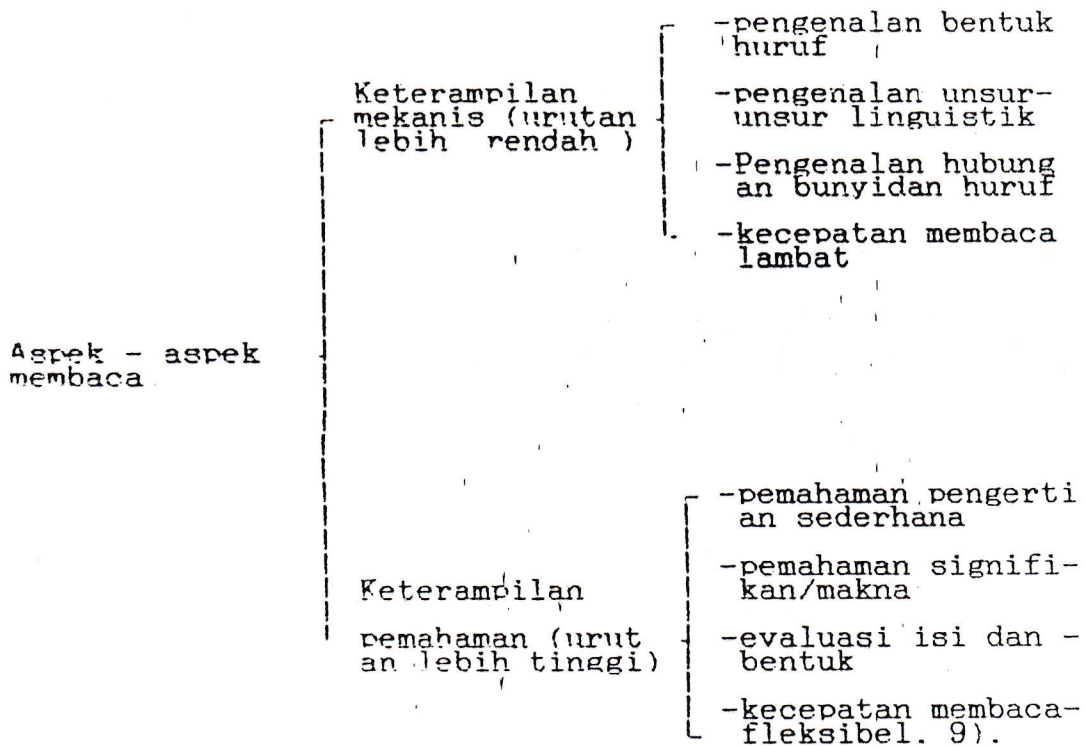 -pengenalan bentuk
huruf
Keterampilan
mekanis (urutan
lebih rendah )
-pengenalan unsur-
unsur linguistik
-Pengenalan hubung
an bunyidan huruf
-kecepatan membaca
lambat
Aspek - aspek
membaca
-pemahaman pengerti
an sederhana
-pemahaman signifi-
kan/makna
Keterampilan
pemahaman (urut
an lebih tinggi)
-evaluasi isi dan -
bentuk
-kecepatan membaca-
fleksibel. 9).